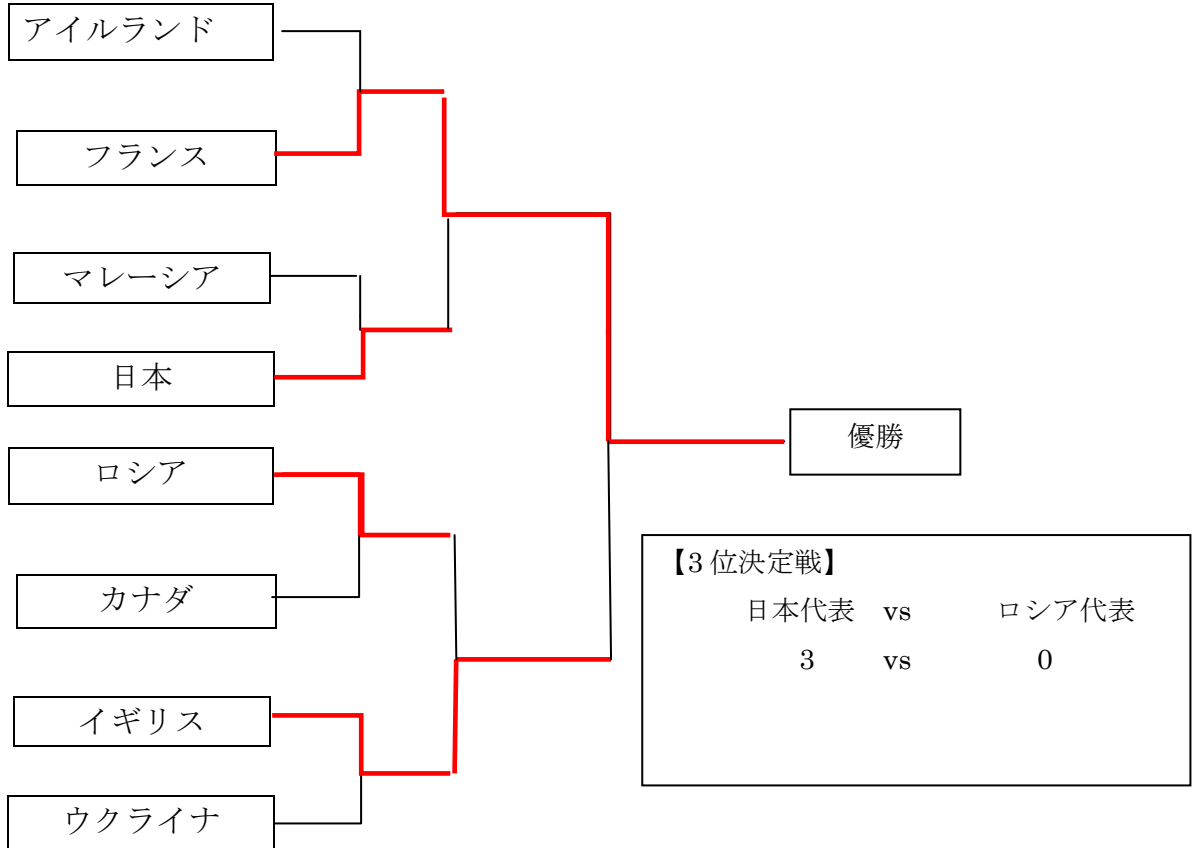 アイルランド
フランス
マレーシア
日本
ロシア
カナダ
イギリス
ウクライナ
優勝
【3 位決定戦】
日本代表 vs ロシア代表
3 vs 0